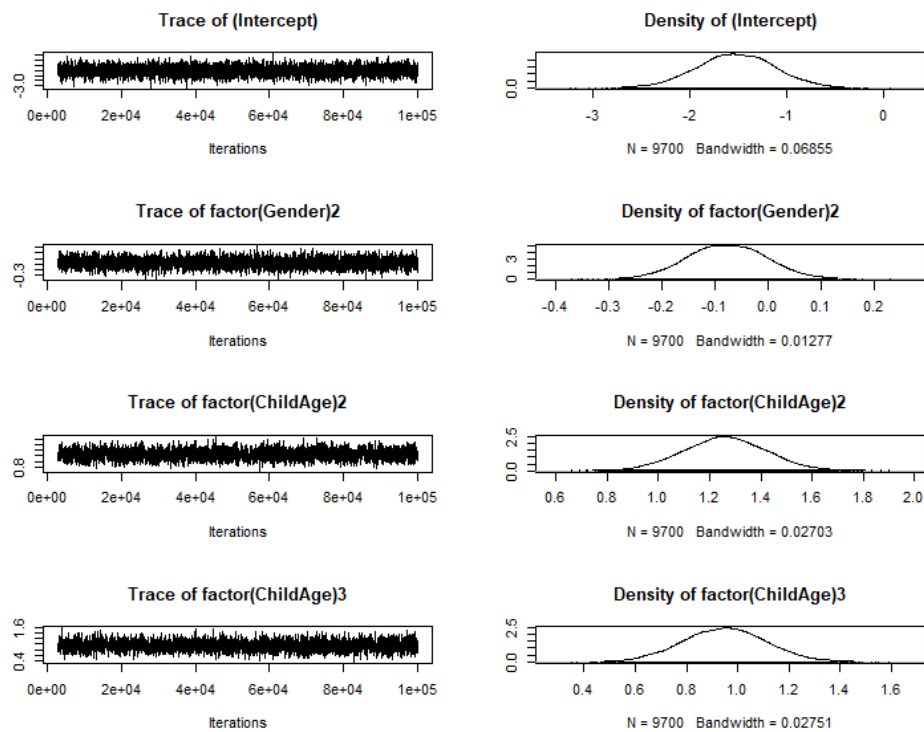 Trace of (Intercept)
-3.0
0e+00 2e+04 4e+04 6e+04 8e+04 1e+05
Iterations
Density of (Intercept)
0.0
-3 -2 -1 0
N = 9700 Bandwidth = 0.06855
Trace of factor(Gender)2
-0.3
0e+00 2e+04 4e+04 6e+04 8e+04 1e+05
Iterations
Density of factor(Gender)2
0 3
-0.4 -0.3 -0.2 -0.1 0.0 0.1 0.2
N = 9700 Bandwidth = 0.01277
Trace of factor(ChildAge)2
0.8
0e+00 2e+04 4e+04 6e+04 8e+04 1e+05
Iterations
Density of factor(ChildAge)2
0.0 2.5
0.6 0.8 1.0 1.2 1.4 1.6 1.8 2.0
N = 9700 Bandwidth = 0.02703
Trace of factor(ChildAge)3
0.4 1.6
0e+00 2e+04 4e+04 6e+04 8e+04 1e+05
Iterations
Density of factor(ChildAge)3
0.0 2.5
0.4 0.6 0.8 1.0 1.2 1.4 1.6
N = 9700 Bandwidth = 0.02751